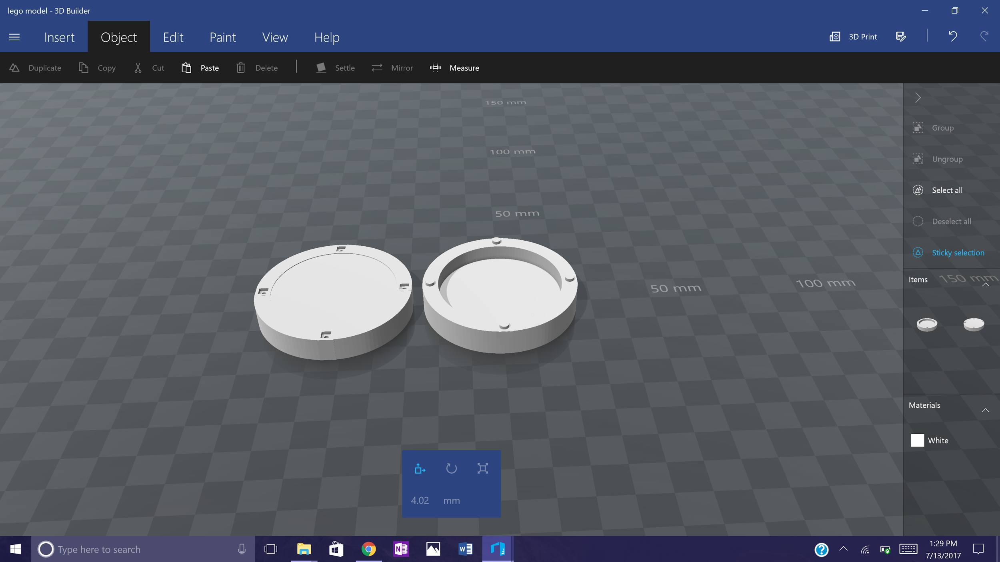 lego model - 3D Builder
Insert Object Edit Paint View Help
3D Print
Duplicate Copy Cut Paste Delete Settle Mirror Measure
150 mm
100 mm
50 mm
50 mm 100 mm 150 mm
Group
Ungroup
Select all
Deselect all
Sticky selection
Items
Materials
White
4.02 mm
Type here to search
N
W
?
1:29 PM
7/13/2017